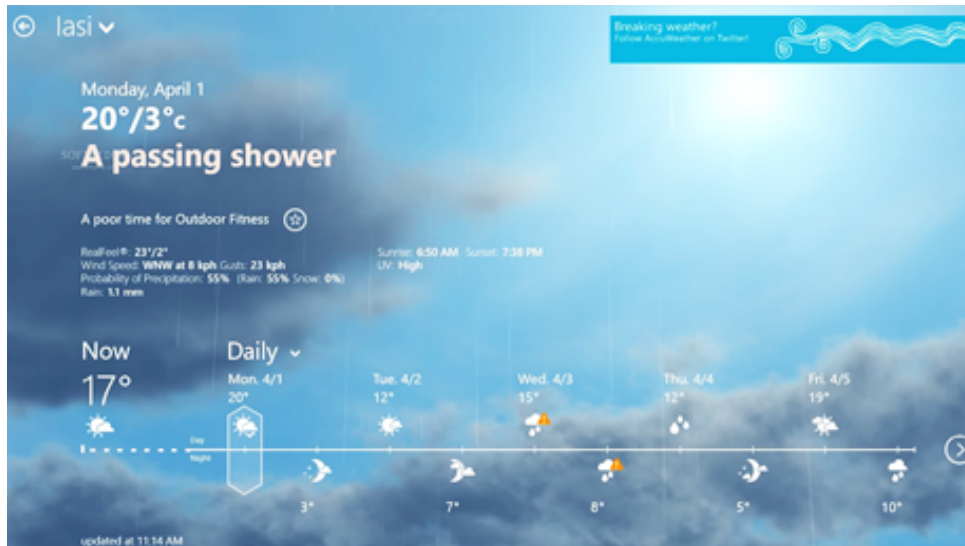 Iasi
Breaking weather?
Follow AccuWeather on Twitter!
Monday, April 1
20°/3°c
A passing shower
A poor time for Outdoor Fitness
RealFeel®: 23°/2°
Wind Speed: WNW at 8 kph Gusts: 23 kph
Probability of Precipitation: 55% (Rain: 55% Snow: 0%)
Rain: 1.1 mm
Sunrise: 6:50 AM Sunset: 7:38 PM
UV: High
Now
17°
Daily
Mon. 4/1
20°
Tue. 4/2
12°
Wed. 4/3
15°
Thu. 4/4
12°
Fri. 4/5
19°
Day
Night
3°
7°
8°
5°
10°
updated at 11:14 AM